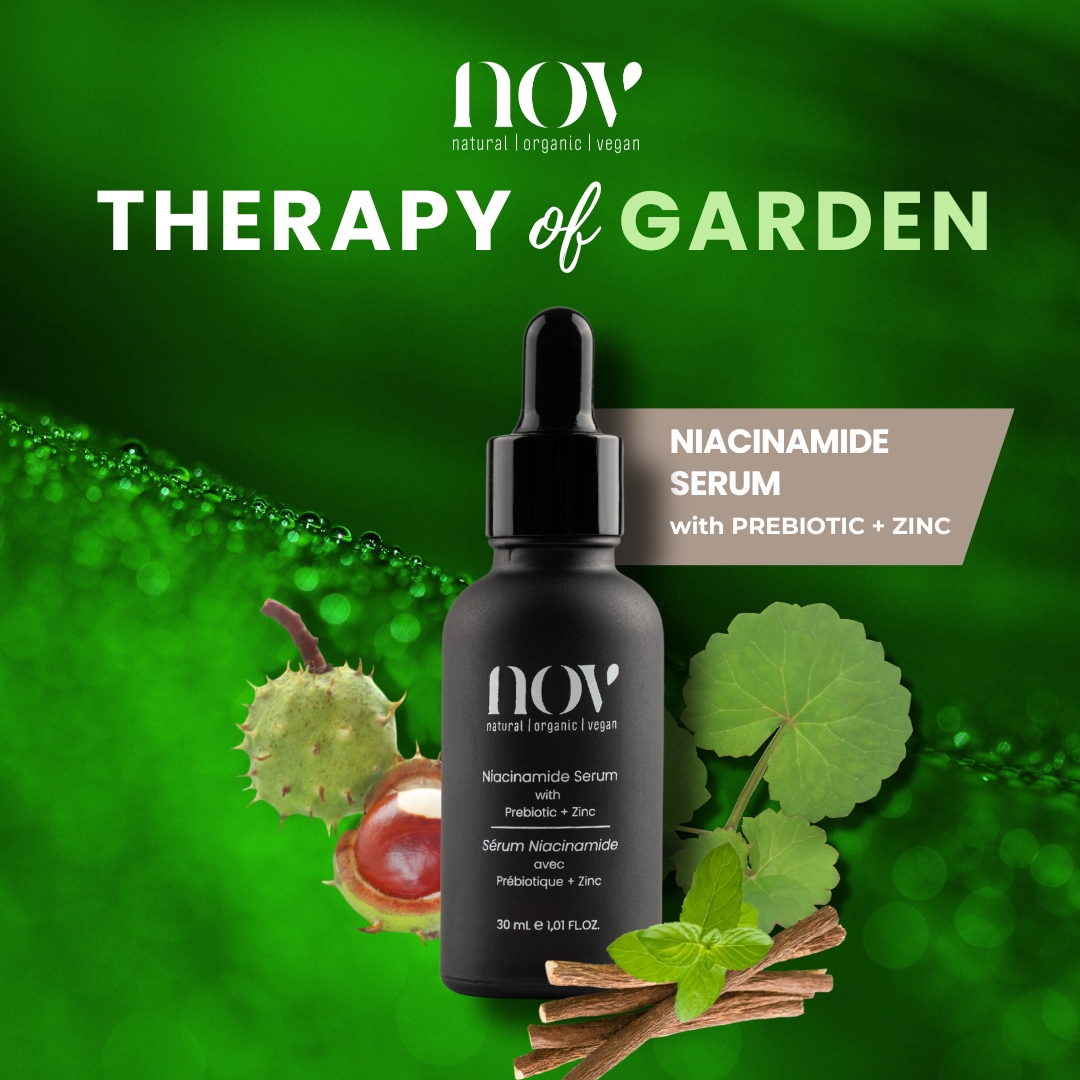 nov
natural | organic | vegan
THERAPY of GARDEN
NIACINAMIDE
SERUM
with PREBIOTIC + ZINC
nov
natural | organic | vegan
Niacinamide Serum
with
Prebiotic + Zinc
Sérum Niacinamide
avec
Prébiotique + Zinc
30 mL e 1,01 FL.OZ.